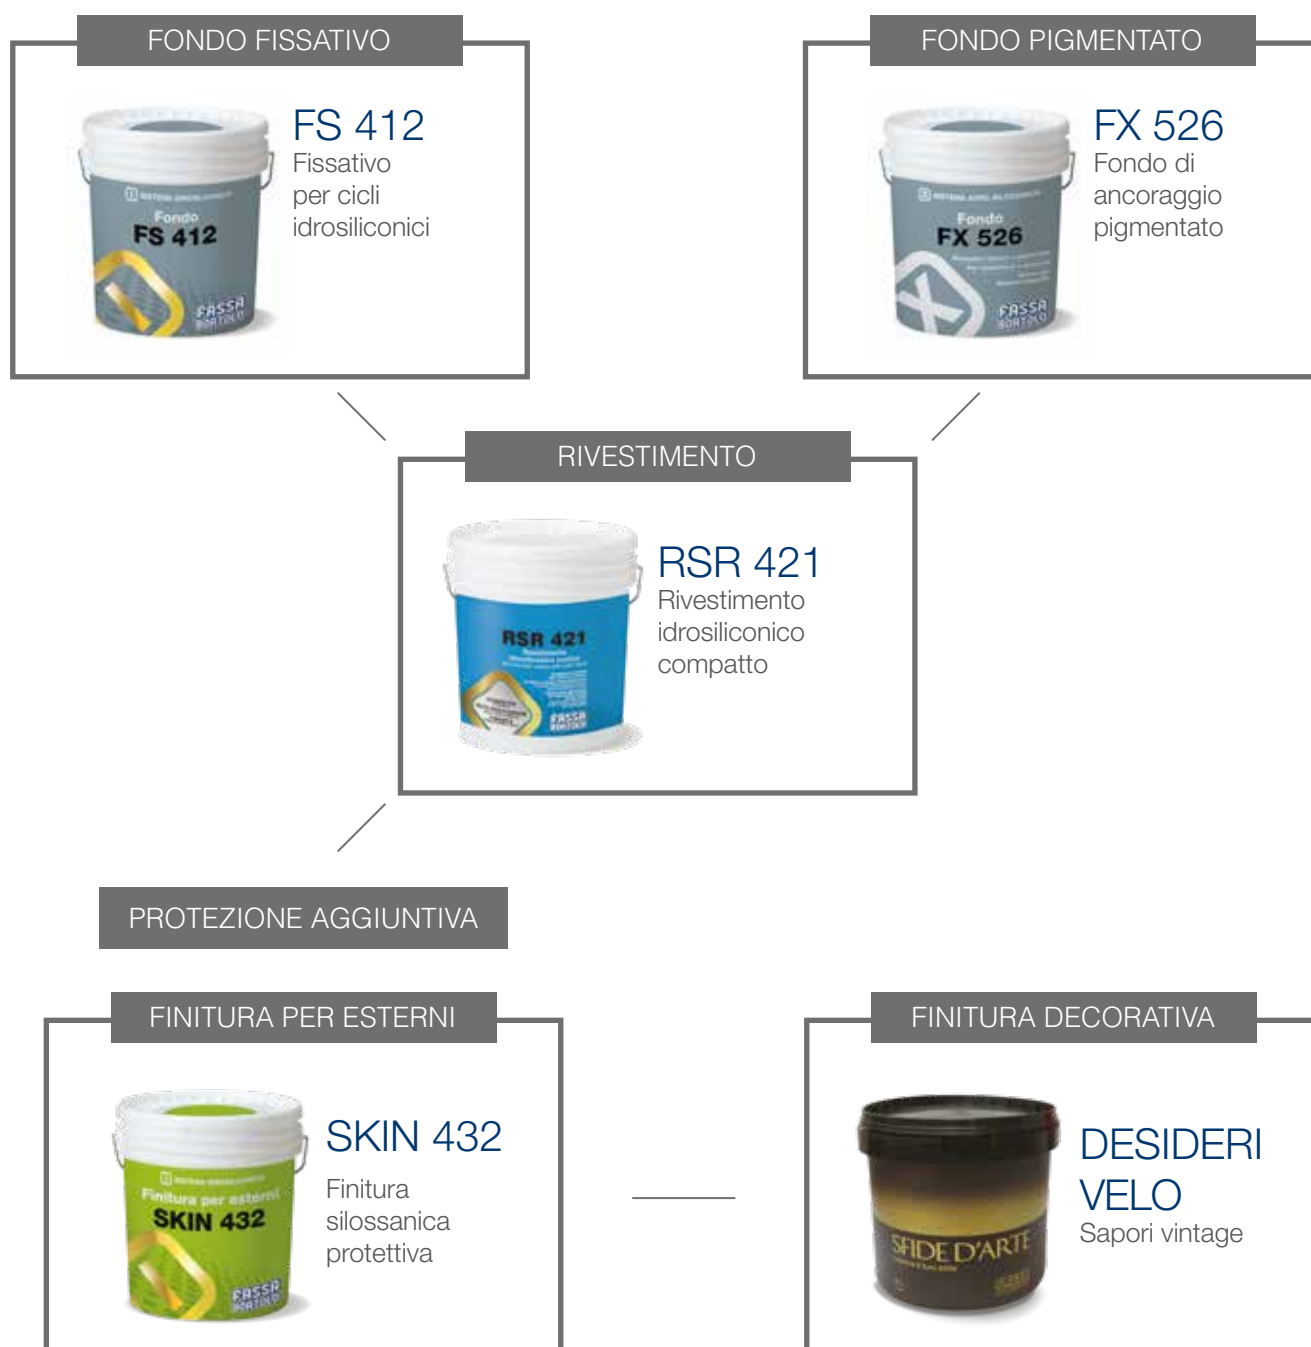 FONDO FISSATIVO
FS 412
Fissativo
per cicli
idrosiliconici
Fondo
FS 412
FASSA
BORTOLO
FONDO PIGMENTATO
FX 526
Fondo di
ancoraggio
pigmentato
Fondo
FX 526
FASSA
BORTOLO
RIVESTIMENTO
RSR 421
Rivestimento
idrosiliconico
compatto
RSR 421
FASSA
BORTOLO
PROTEZIONE AGGIUNTIVA
FINITURA PER ESTERNI
SKIN 432
Finitura
silossanica
protettiva
Finitura per esterni
SKIN 432
FASSA
BORTOLO
FINITURA DECORATIVA
DESIDERI
VELO
Sapori vintage
SFIDE D'ARTE